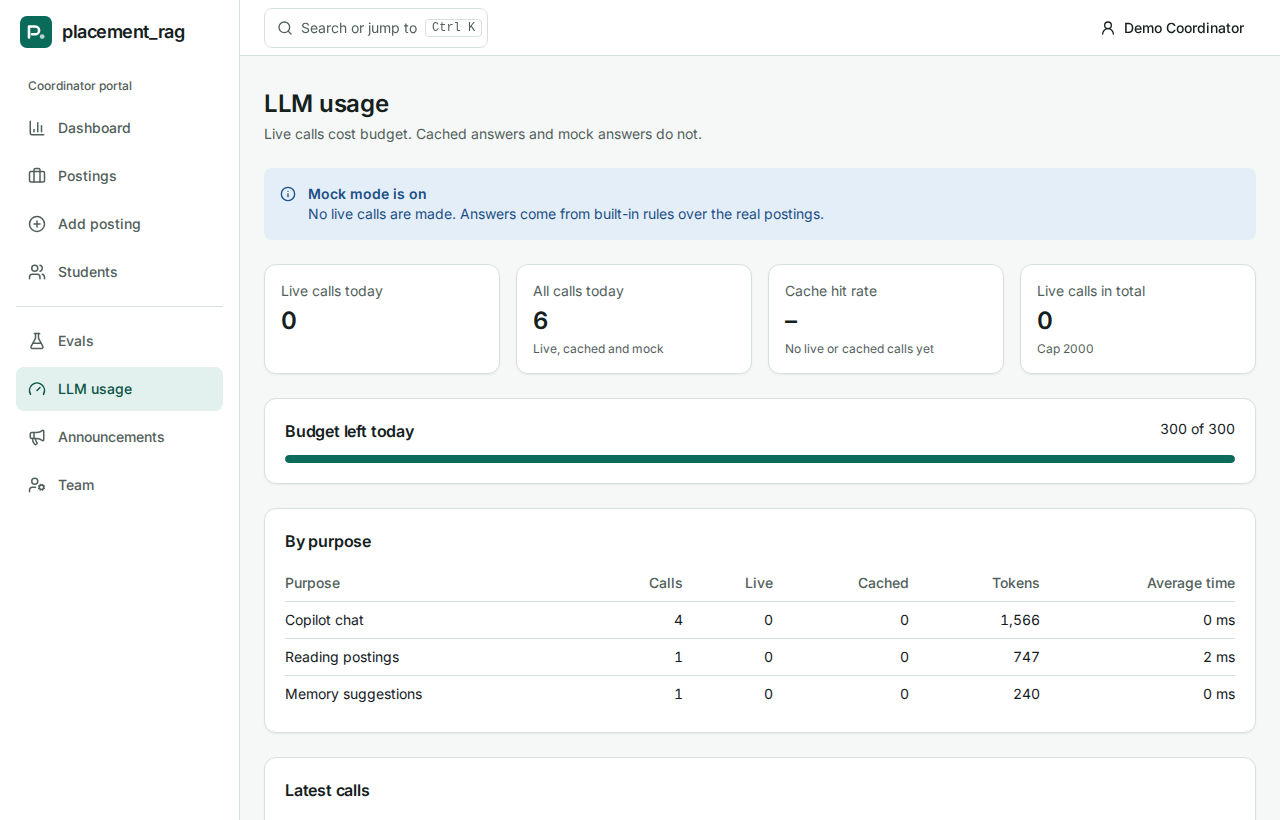 placement_rag
Search or jump to Ctrl K
Demo Coordinator
Coordinator portal
Dashboard
Postings
Add posting
Students
Evals
LLM usage
Announcements
Team
LLM usage
Live calls cost budget. Cached answers and mock answers do not.
Mock mode is on
No live calls are made. Answers come from built-in rules over the real postings.
Live calls today
0
All calls today
6
Live, cached and mock
Cache hit rate
–
No live or cached calls yet
Live calls in total
0
Cap 2000
Budget left today 300 of 300
By purpose
Purpose Calls Live Cached Tokens Average time
Copilot chat 4 0 0 1,566 0 ms
Reading postings 1 0 0 747 2 ms
Memory suggestions 1 0 0 240 0 ms
Latest calls